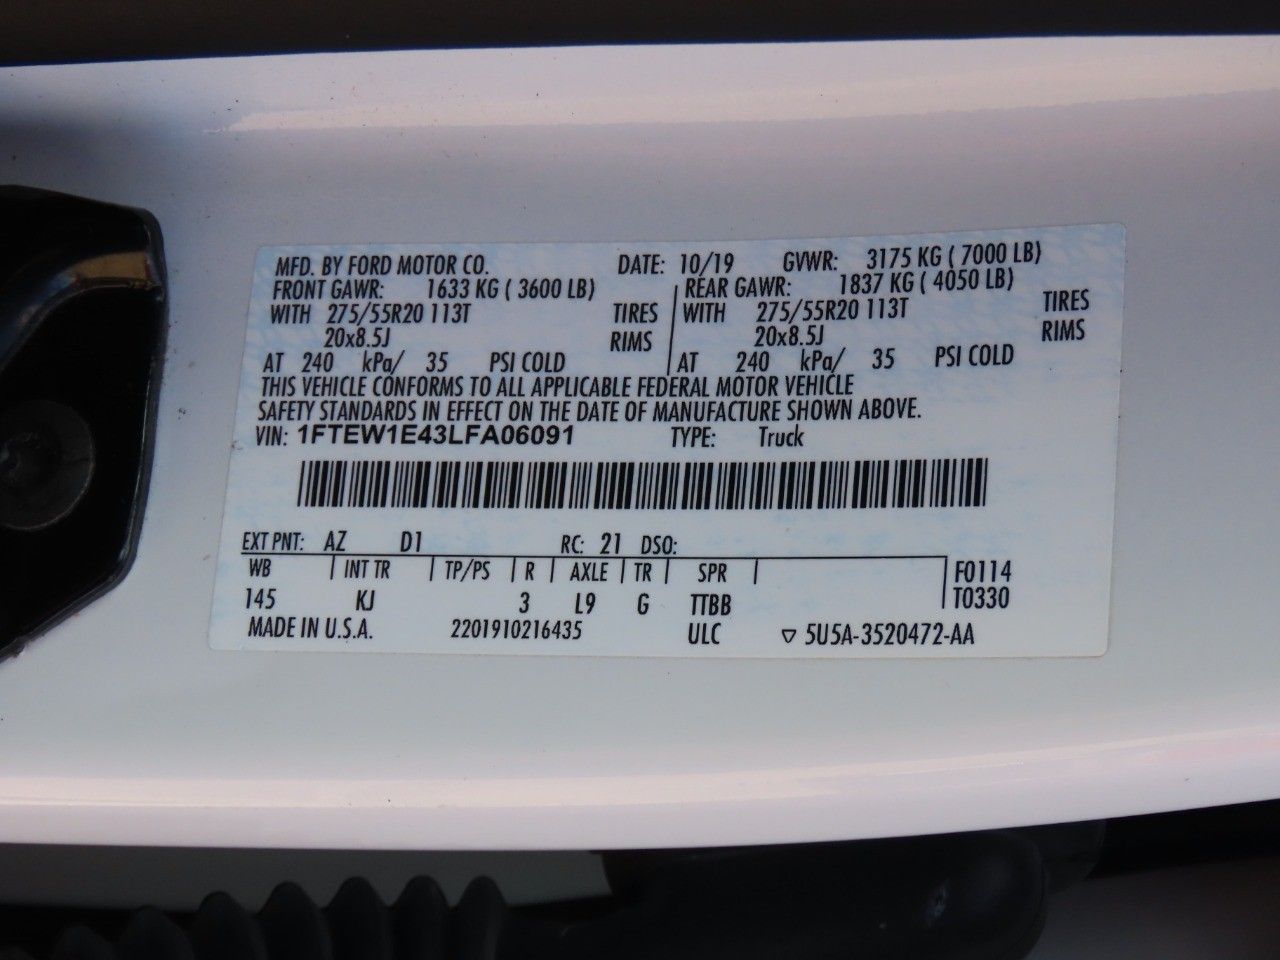 MFD. BY FORD MOTOR CO. DATE: 10/19 GVWR: 3175 KG ( 7000 LB)
FRONT GAWR: 1633 KG ( 3600 LB) REAR GAWR: 1837 KG ( 4050 LB)
WITH 275/55R20 113T TIRES WITH 275/55R20 113T TIRES
20x8.5J RIMS 20x8.5J RIMS
AT 240 kPa/ 35 PSI COLD AT 240 kPa/ 35 PSI COLD
THIS VEHICLE CONFORMS TO ALL APPLICABLE FEDERAL MOTOR VEHICLE
SAFETY STANDARDS IN EFFECT ON THE DATE OF MANUFACTURE SHOWN ABOVE.
VIN: 1FTEW1E43LFA06091 TYPE: Truck
EXT PNT: AZ D1 RC: 21 DSO:
WB INT TR TP/PS R AXLE TR SPR F0114
145 KJ 3 L9 G TTBB T0330
MADE IN U.S.A. 2201910216435 ULC ▽ 5U5A-3520472-AA